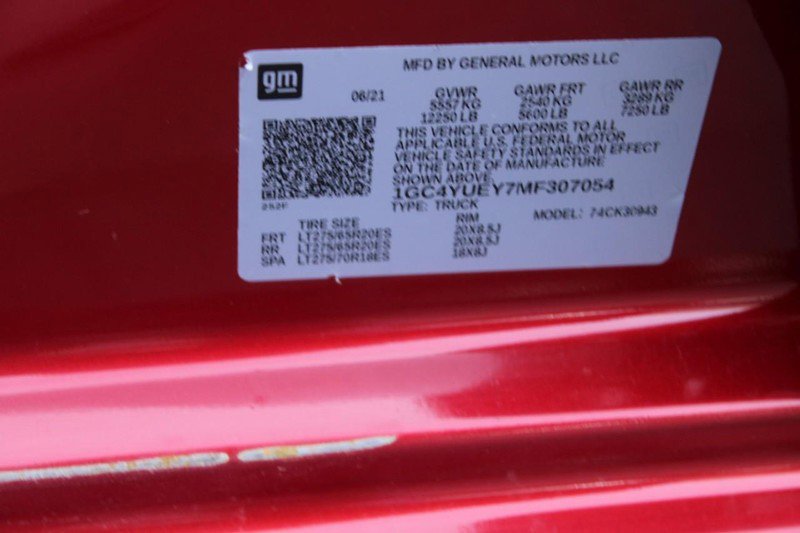 gm
MFD BY GENERAL MOTORS LLC
06/21
GVWR GAWR FRT GAWR RR
5557 KG 2540 KG 3289 KG
12250 LB 5600 LB 7250 LB
THIS VEHICLE CONFORMS TO ALL
APPLICABLE U.S. FEDERAL MOTOR
VEHICLE SAFETY STANDARDS IN EFFECT
ON THE DATE OF MANUFACTURE
SHOWN ABOVE
1GC4YUEY7MF307054
252F
TYPE: TRUCK MODEL: 74CK30943
TIRE SIZE RIM
FRT LT275/65R20ES 20X8.5J
RR LT275/65R20ES 20X8.5J
SPA LT275/70R18ES 18X8J